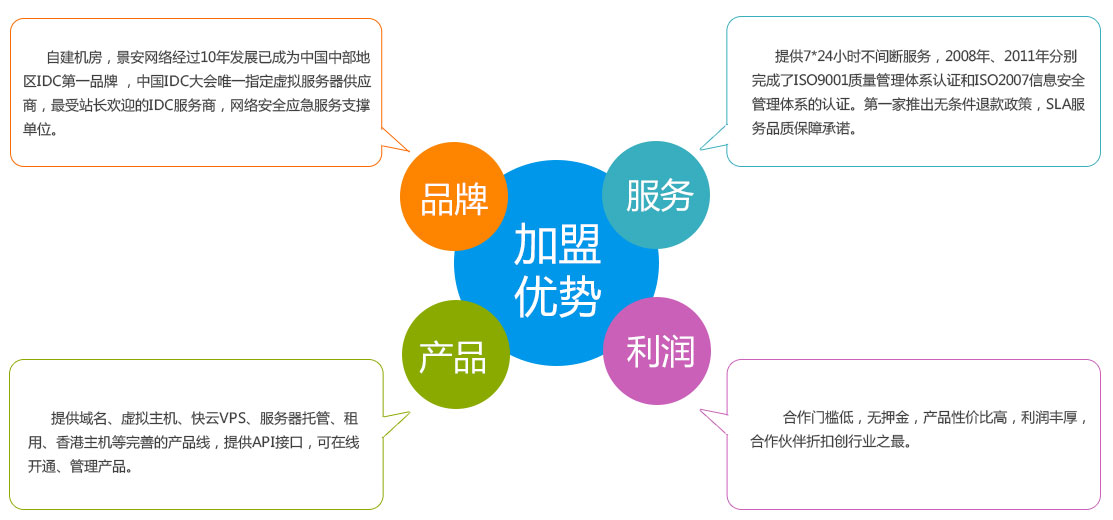 自建机房，景安网络经过10年发展已成为中国中部地
区IDC第一品牌 ，中国IDC大会唯一指定虚拟服务器供应
商，最受站长欢迎的IDC服务商，网络安全应急服务支撑
单位。
提供7*24小时不间断服务，2008年、2011年分别
完成了ISO9001质量管理体系认证和ISO2007信息安全
管理体系的认证。第一家推出无条件退款政策，SLA服
务品质保障承诺。
品牌
服务
加盟
优势
产品
利润
提供域名、虚拟主机、快云VPS、服务器托管、租
用、香港主机等完善的产品线，提供API接口，可在线
开通、管理产品。
合作门槛低，无押金，产品性价比高，利润丰厚，
合作伙伴折扣创行业之最。